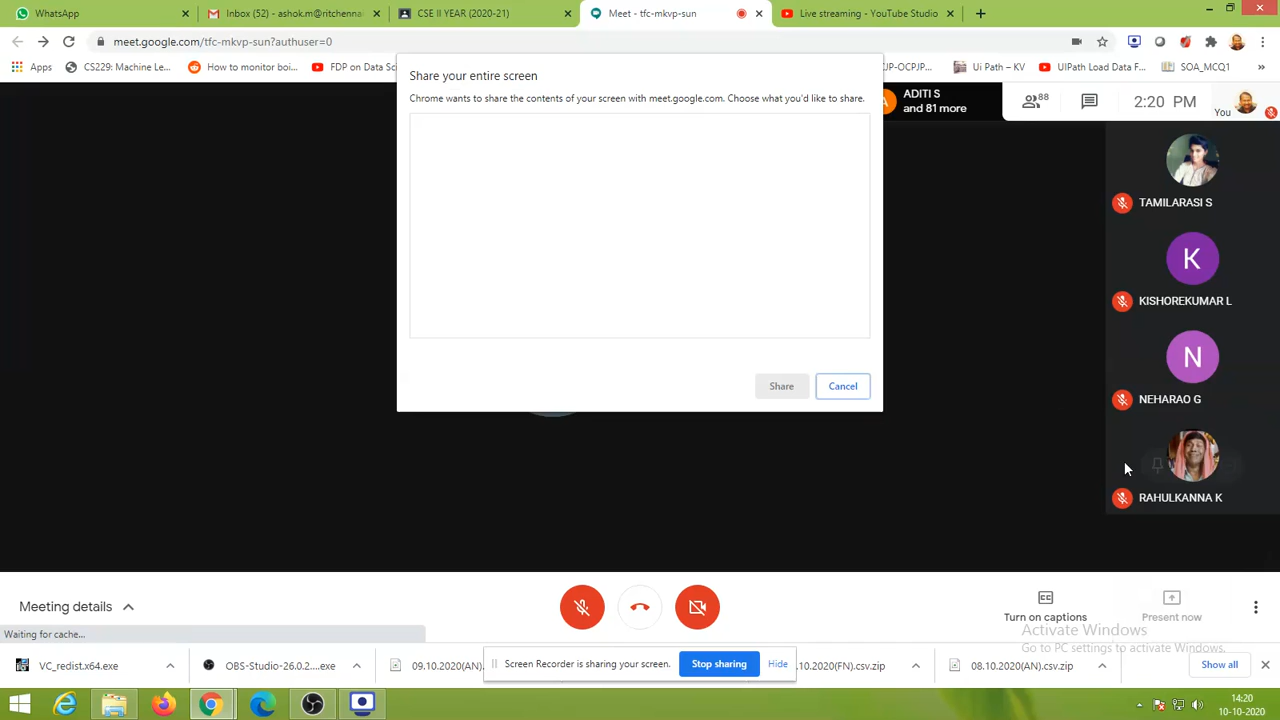 WhatsApp
Inbox (52) - ashok.m@ritchennai
CSE II YEAR (2020-21)
Meet - tfc-mkvp-sun
Live streaming - YouTube Studio
meet.google.com/tfc-mkvp-sun?authuser=0
Apps
CS229: Machine Le...
How to monitor boi...
FDP on Data Sc
JP-OCPJP...
Ui Path – KV
UIPath Load Data F...
SOA_MCQ1
»
Share your entire screen
Chrome wants to share the contents of your screen with meet.google.com. Choose what you'd like to share.
Share
Cancel
ADITI S
and 81 more
88
2:20 PM
You
TAMILARASI S
K
KISHOREKUMAR L
N
NEHARAO G
RAHULKANNA K
Meeting details
Turn on captions
Present now
Activate Windows
Go to PC settings to activate Windows.
Waiting for cache...
VC_redist.x64.exe
OBS-Studio-26.0.2....exe
09.10.2020(AN)
Screen Recorder is sharing your screen.
Stop sharing
Hide
.10.2020(FN).csv.zip
08.10.2020(AN).csv.zip
Show all
14:20
10-10-2020